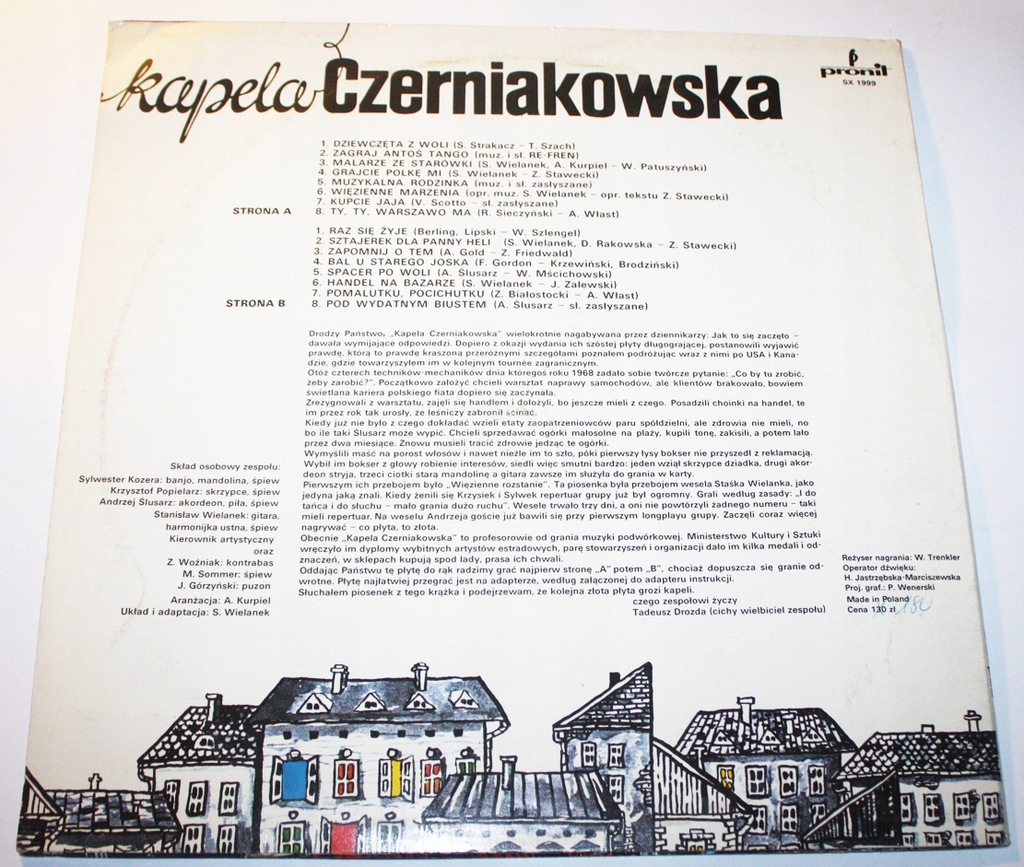 kapela Czerniakowska
pronit
SX 1999
1. DZIEWCZĘTA Z WOLI (S. Strakacz – T. Szach)
2. ZAGRAJ ANTOŚ TANGO (muz. i sł. RE-FREN)
3. MALARZE ZE STARÓWKI (S. Wielanek, A. Kurpiel – W. Patuszyński)
4. GRAJCIE POLKĘ MI (S. Wielanek – Z. Stawecki)
5. MUZYKALNA RODZINKA (muz. i sł. zasłyszane)
6. WIĘZIENNE MARZENIA (opr. muz. S. Wielanek – opr. tekstu Z. Stawecki)
7. KUPCIE JAJA (V. Scotto – sł. zasłyszane)
STRONA A 8. TY, TY, WARSZAWO MA (R. Sieczyński – A. Włast)
1. RAZ SIĘ ŻYJE (Berling, Lipski – W. Szlengel)
2. SZTAJEREK DLA PANNY HELI (S. Wielanek, D. Rakowska – Z. Stawecki)
3. ZAPOMNIJ O TEM (A. Gold – Z. Friedwald)
4. BAL U STAREGO JOSKA (F. Gordon – Krzewiński, Brodziński)
5. SPACER PO WOLI (A. Ślusarz – W. Mścichowski)
6. HANDEL NA BAZARZE (S. Wielanek – J. Zalewski)
7. POMALUTKU, POCICHUTKU (Z. Białostocki – A. Włast)
STRONA B 8. POD WYDATNYM BIUSTEM (A. Ślusarz – sł. zasłyszane)
Drodzy Państwo, „Kapela Czerniakowska” wielokrotnie nagabywana przez dziennikarzy: Jak to się zaczęło –
dawała wymijające odpowiedzi. Dopiero z okazji wydania ich szóstej płyty długogrającej, postanowili wyjawić
prawdę, którą to prawdę kraszoną przeróżnymi szczegółami poznałem podróżując wraz z nimi po USA i Kana-
dzie, gdzie towarzyszyłem im w kolejnym tournée zagranicznym.
Otóż czterech techników-mechaników dnia któregoś roku 1968 zadało sobie twórcze pytanie: „Co by tu zrobić,
żeby zarobić?”. Początkowo założyć chcieli warsztat naprawy samochodów, ale klientów brakowało, bowiem
świetlana kariera polskiego fiata dopiero się zaczynała.
Zrezygnowali z warsztatu, zajęli się handlem i dołożyli, bo jeszcze mieli z czego. Posadzili choinki na handel, te
im przez rok tak urosły, że leśniczy zabronił ścinać.
Kiedy już nie było z czego dokładać wzieli etaty zaopatrzeniowców paru spółdzielni, ale zdrowia nie mieli, no
bo ile taki Ślusarz może wypić. Chcieli sprzedawać ogórki małosolne na plaży, kupili tonę, zakisili, a potem lało
przez dwa miesiące. Znowu musieli tracić zdrowie jedząc te ogórki.
Wymyślili maść na porost włosów i nawet nieźle im to szło, póki pierwszy łysy bokser nie przyszedł z reklamacją.
Wybił im bokser z głowy robienie interesów, siedli więc smutni bardzo: jeden wziął skrzypce dziadka, drugi akor-
deon stryja, trzeci ciotki starą mandolinę a gitara zawsze im służyła do grania w karty.
Pierwszym ich przebojem było „Więzienne rozstanie”. Ta piosenka była przebojem wesela Staśka Wielanka, jako
jedyna jaką znali. Kiedy żenili się Krzysiek i Sylwek repertuar grupy już był ogromny. Grali według zasady: „I do
tańca i do słuchu – mało grania dużo ruchu”. Wesele trwało trzy dni, a oni nie powtórzyli żadnego numeru – taki
mieli repertuar. Na weselu Andrzeja goście już bawili się przy pierwszym longplayu grupy. Zaczęli coraz więcej
nagrywać – co płyta, to złota.
Obecnie „Kapela Czerniakowska” to profesorowie od grania muzyki podwórkowej. Ministerstwo Kultury i Sztuki
wręczyło im dyplomy wybitnych artystów estradowych, parę stowarzyszeń i organizacji dało im kilka medali i od-
znaczeń, w sklepach kupują spod lady, prasa ich chwali.
Oddając Państwu tę płytę do rąk radzimy grać najpierw stronę „A” potem „B”, chociaż dopuszcza się granie od-
wrotne. Płytę najłatwiej przegrać jest na adapterze, według załączonej do adapteru instrukcji.
Słuchałem piosenek z tego krążka i podejrzewam, że kolejna złota płyta grozi kapeli.
czego zespołowi życzy
Tadeusz Drozda (cichy wielbiciel zespołu)
Skład osobowy zespołu:
Sylwester Kozera: banjo, mandolina, śpiew
Krzysztof Popielarz: skrzypce, śpiew
Andrzej Ślusarz: akordeon, piła, śpiew
Stanisław Wielanek: gitara,
harmonijka ustna, śpiew
Kierownik artystyczny
oraz
Z. Woźniak: kontrabas
M. Sommer: śpiew
J. Górzyński: puzon
Aranżacja: A. Kurpiel
Układ i adaptacja: S. Wielanek
Reżyser nagrania: W. Trenkler
Operator dźwięku:
H. Jastrzębska-Marciszewska
Proj. graf.: P. Wenerski
Made in Poland
Cena 130 zł 180